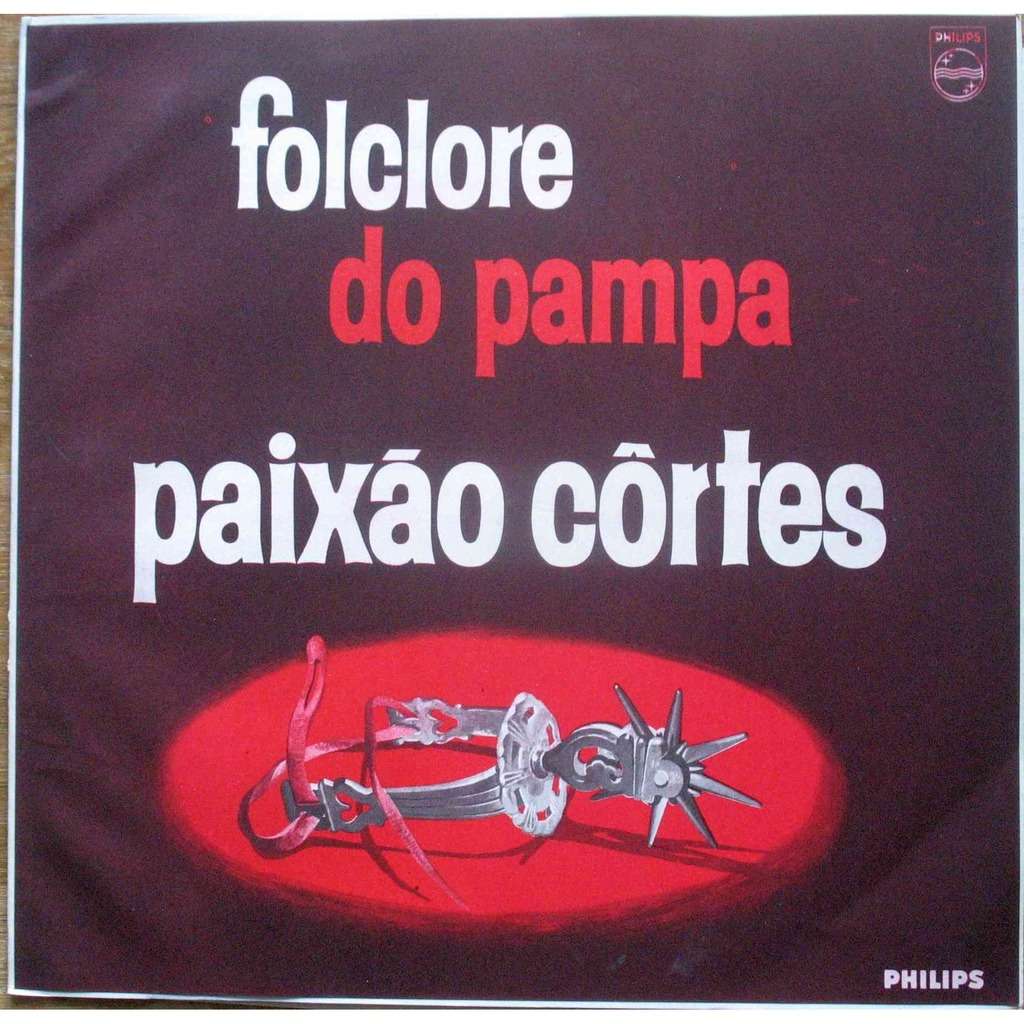 PHILIPS
folclore
do pampa
paixão côrtes
PHILIPS